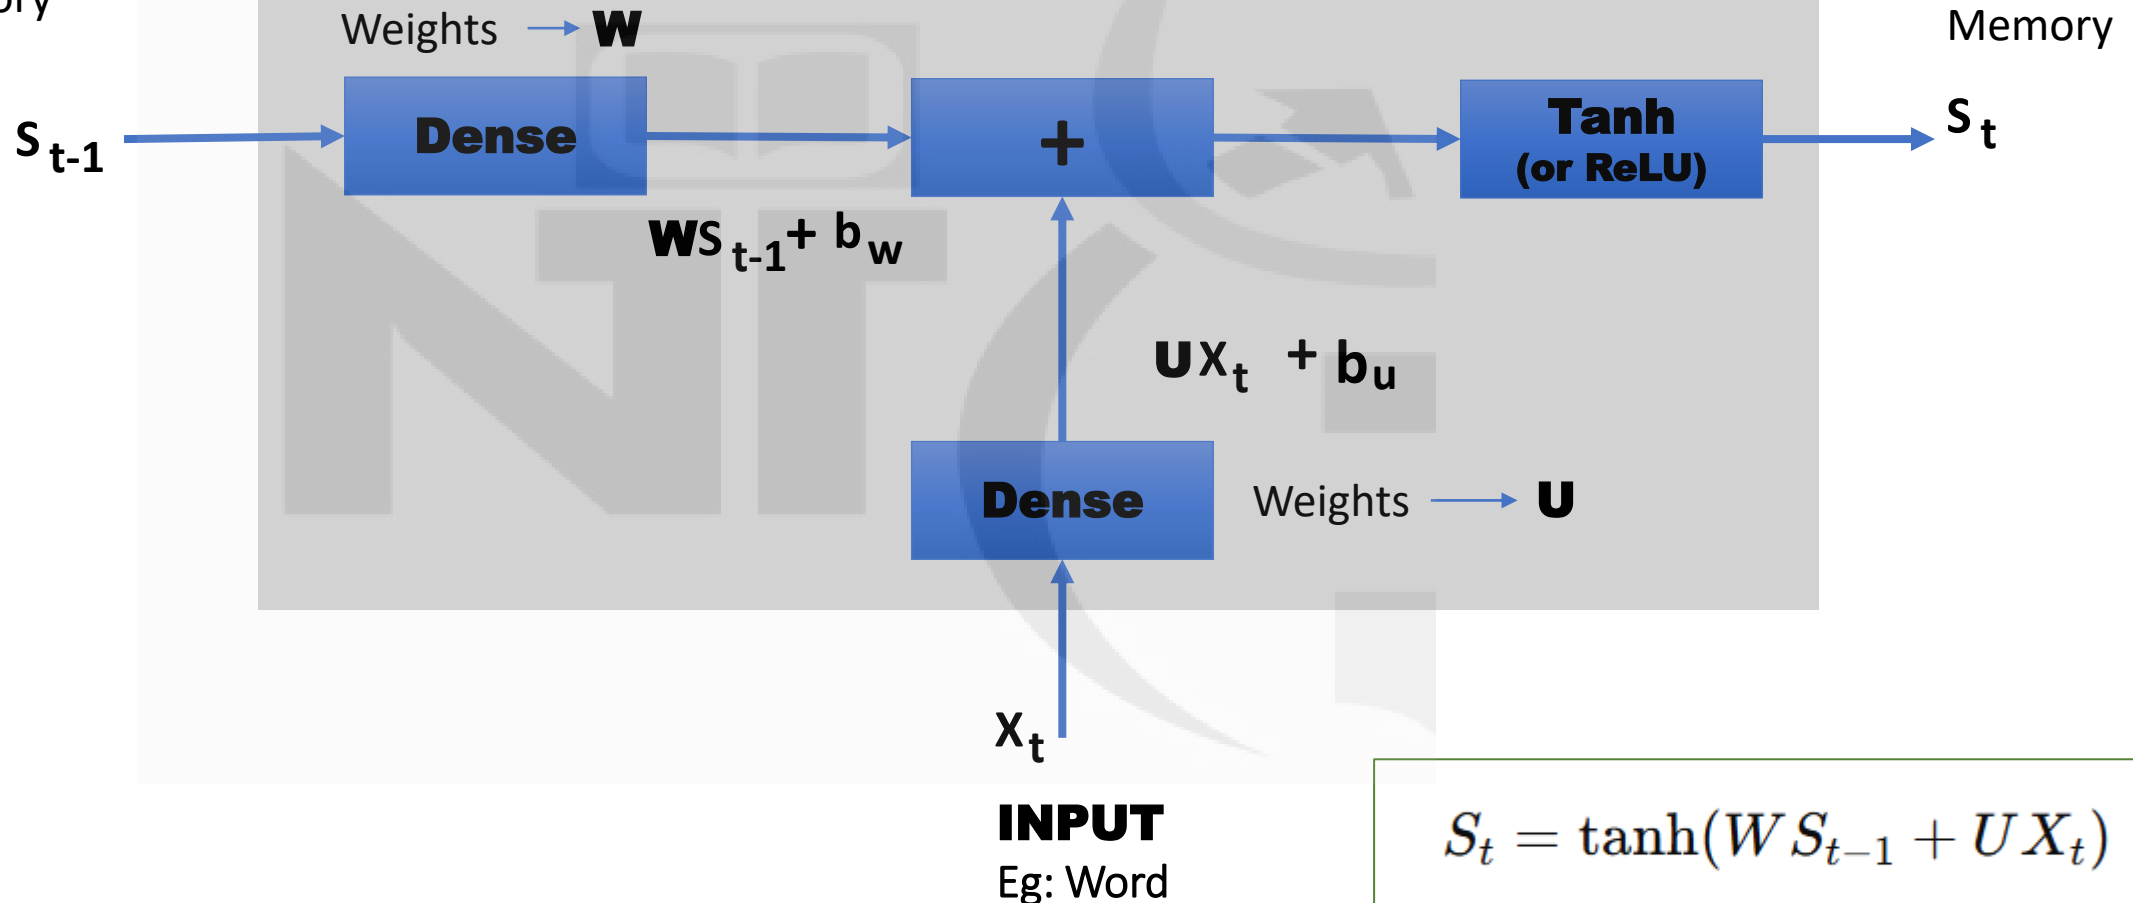 Memory
Weights → W
S t-1
Dense
+
Tanh
(or ReLU)
S t
WS t-1 + b w
UX t + b u
Dense
Weights → U
X t
INPUT
Eg: Word
S_t = tanh(W S_{t−1} + U X_t)